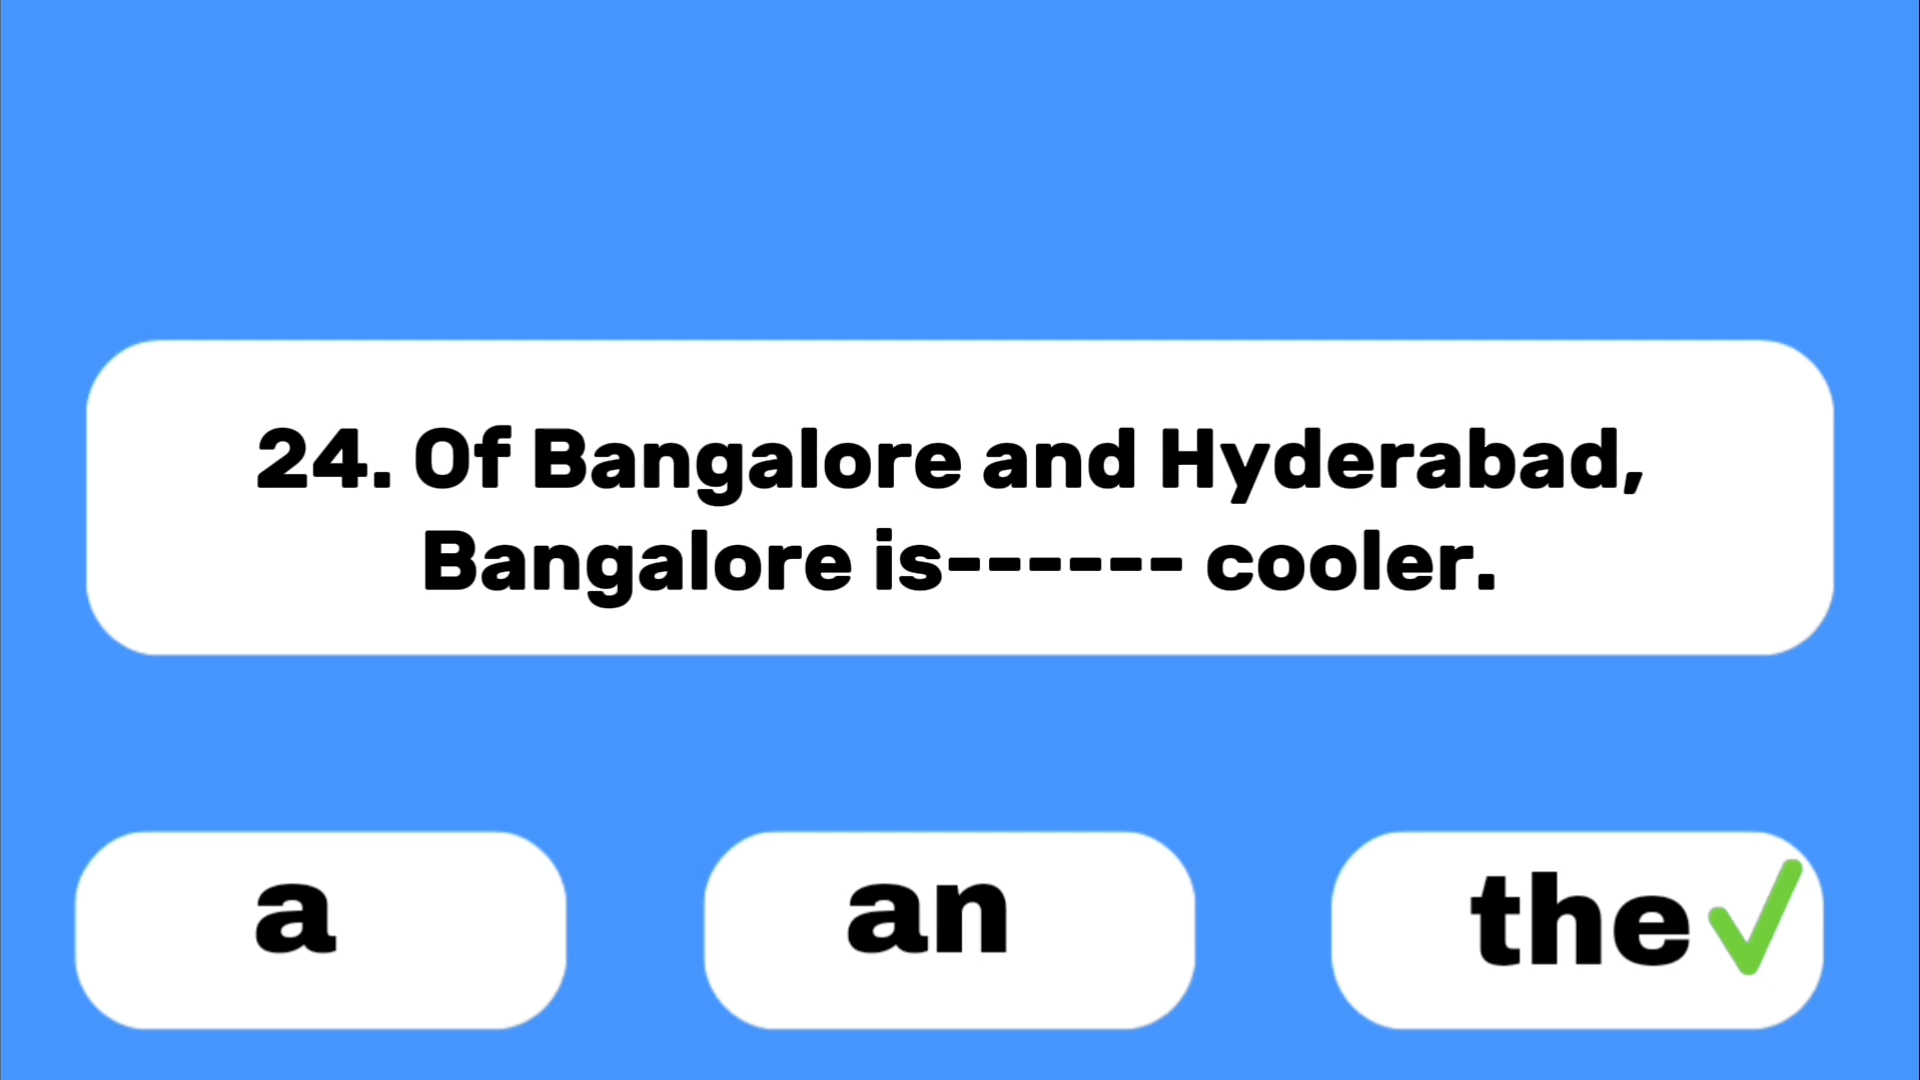 24. Of Bangalore and Hyderabad,
Bangalore is------ cooler.
a
an
the